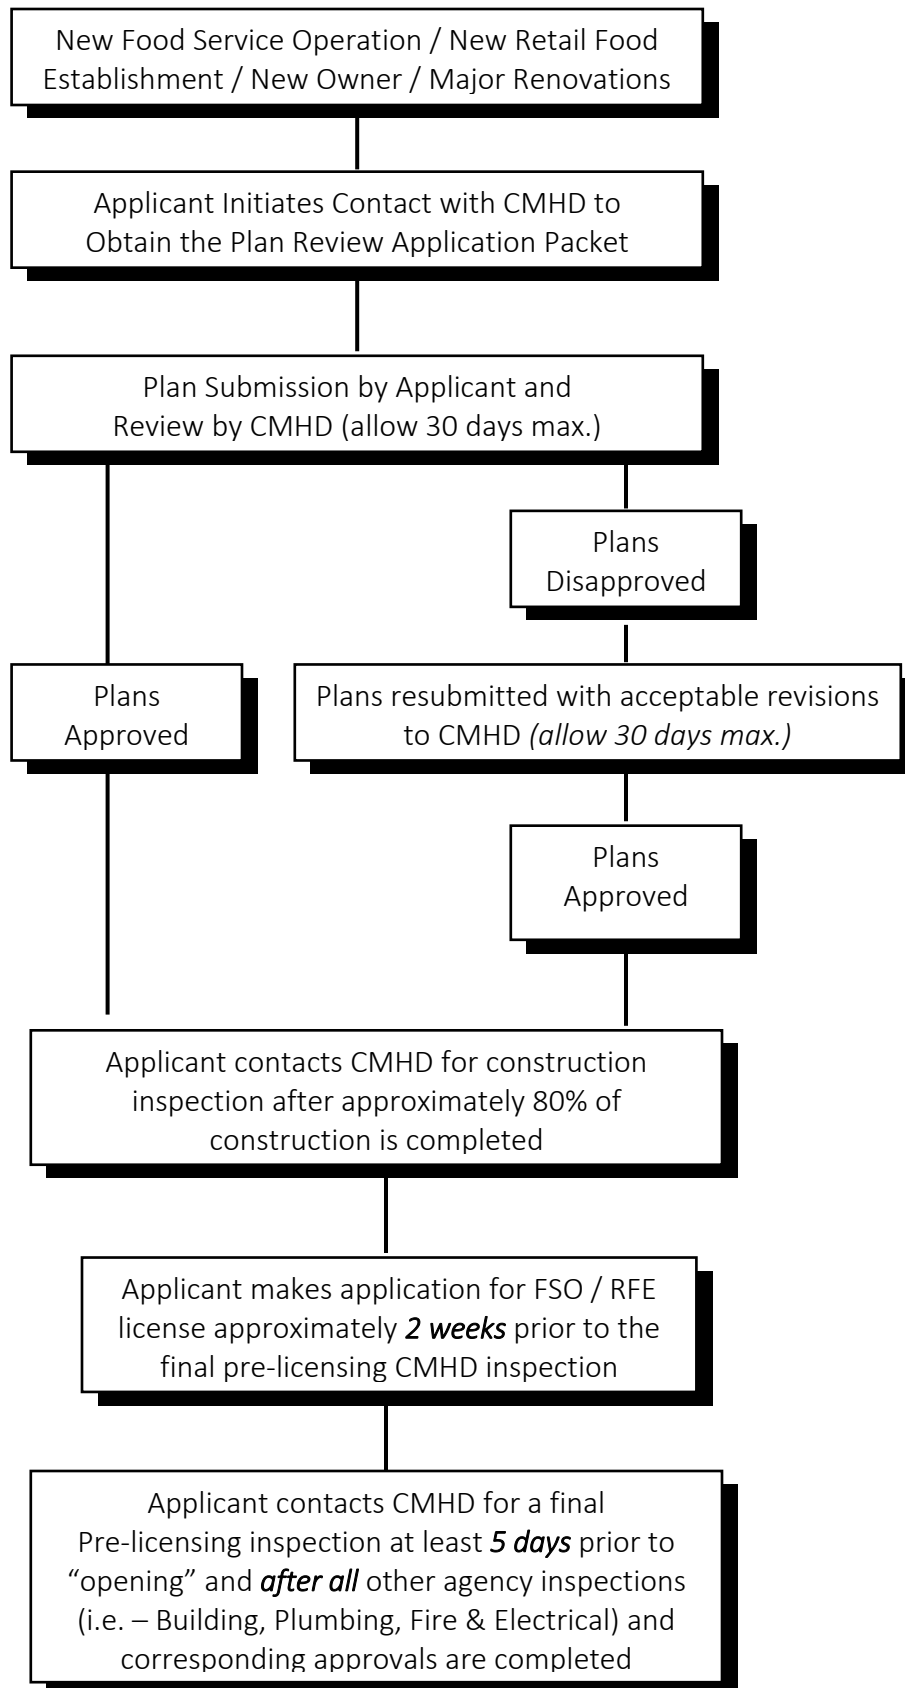 New Food Service Operation / New Retail Food
Establishment / New Owner / Major Renovations
Applicant Initiates Contact with CMHD to
Obtain the Plan Review Application Packet
Plan Submission by Applicant and
Review by CMHD (allow 30 days max.)
Plans
Disapproved
Plans
Approved
Plans resubmitted with acceptable revisions
to CMHD (allow 30 days max.)
Plans
Approved
Applicant contacts CMHD for construction
inspection after approximately 80% of
construction is completed
Applicant makes application for FSO / RFE
license approximately 2 weeks prior to the
final pre-licensing CMHD inspection
Applicant contacts CMHD for a final
Pre-licensing inspection at least 5 days prior to
“opening” and after all other agency inspections
(i.e. – Building, Plumbing, Fire & Electrical) and
corresponding approvals are completed